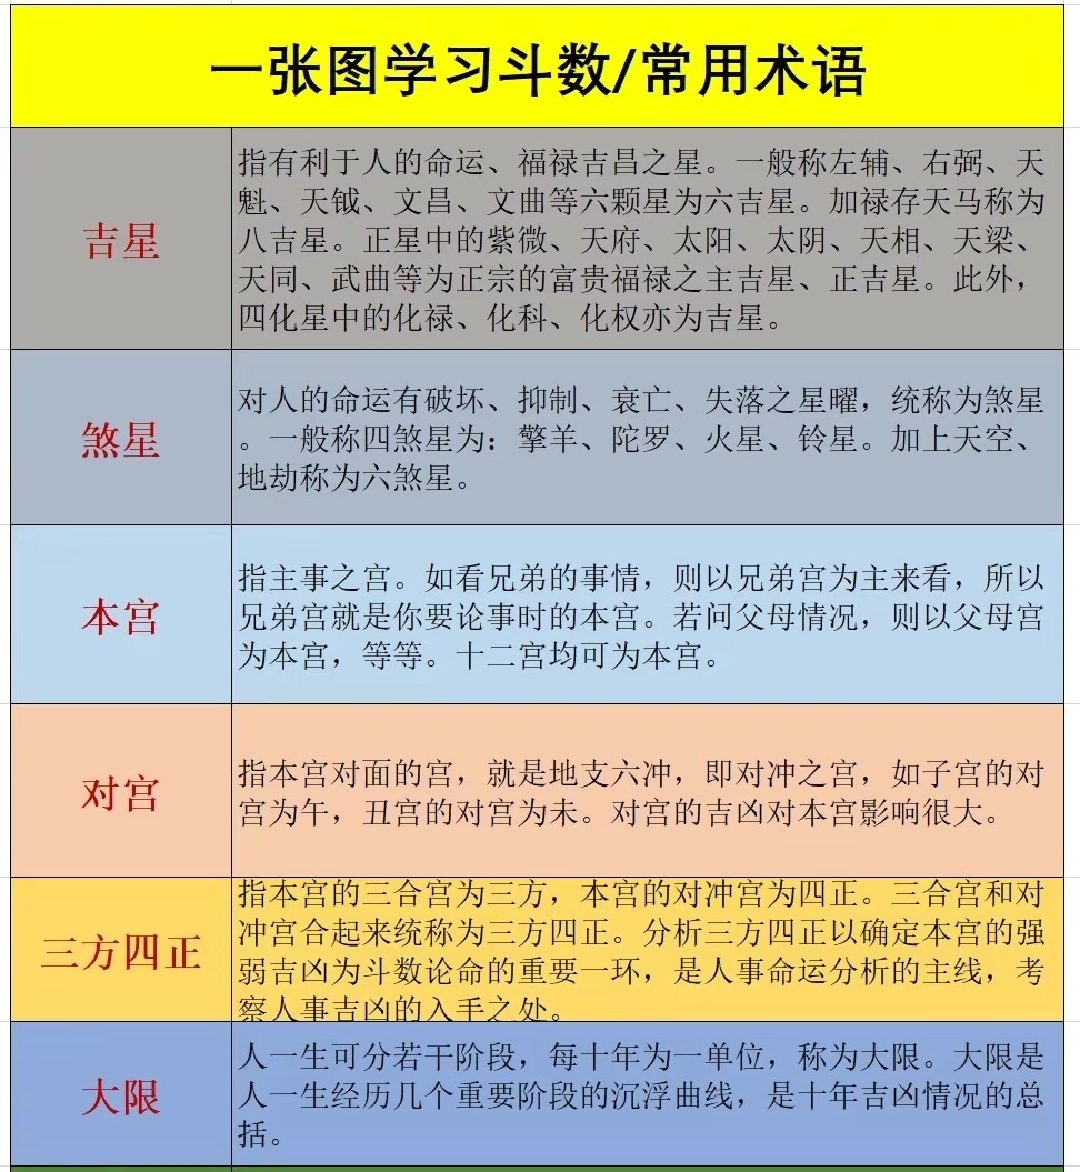 一张图学习斗数/常用术语
吉星
指有利于人的命运、福禄吉昌之星。一般称左辅、右弼、天
魁、天钺、文昌、文曲等六颗星为六吉星。加禄存天马称为
八吉星。正星中的紫微、天府、太阳、太阴、天相、天梁、
天同、武曲等为正宗的富贵福禄之主吉星、正吉星。此外，
四化星中的化禄、化科、化权亦为吉星。
煞星
对人的命运有破坏、抑制、衰亡、失落之星曜，统称为煞星
。一般称四煞星为：擎羊、陀罗、火星、铃星。加上天空、
地劫称为六煞星。
本宫
指主事之宫。如看兄弟的事情，则以兄弟宫为主来看，所以
兄弟宫就是你要论事时的本宫。若问父母情况，则以父母宫
为本宫，等等。十二宫均可为本宫。
对宫
指本宫对面的宫，就是地支六冲，即对冲之宫，如子宫的对
宫为午，丑宫的对宫为未。对宫的吉凶对本宫影响很大。
三方四正
指本宫的三合宫为三方，本宫的对冲宫为四正。三合宫和对
冲宫合起来统称为三方四正。分析三方四正以确定本宫的强
弱吉凶为斗数论命的重要一环，是人事命运分析的主线，考
察人事吉凶的入手之处。
大限
人一生可分若干阶段，每十年为一单位，称为大限。大限是
人一生经历几个重要阶段的沉浮曲线，是十年吉凶情况的总
括。